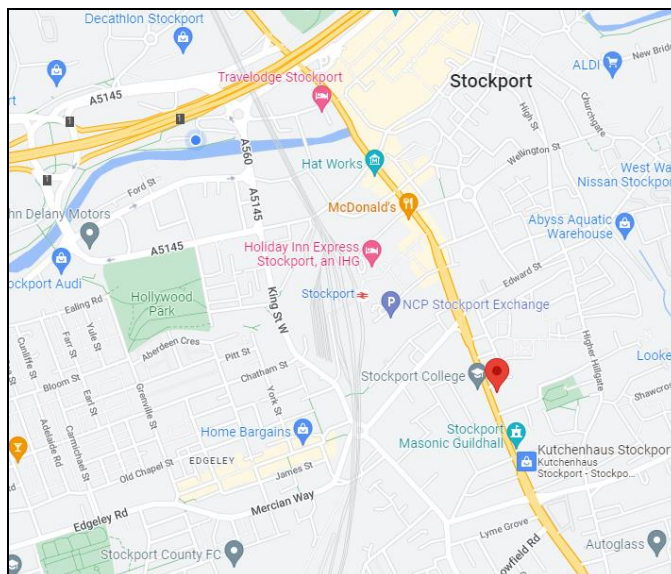 Decathlon Stockport
A5145
Travelodge Stockport
Stockport
ALDI
New Bridge
Churchgate
High St
Wellington St
1
1
1
A560
A5145
Hat Works
West Wa
Nissan Stockport
Ford St
McDonald's
Abyss Aquatic
Warehouse
hn Delany Motors
A5145
Holiday Inn Express
Stockport, an IHG
Edward St
ockport Audi
Hollywood
Park
King St W
Stockport
NCP Stockport Exchange
Ealing Rd
Cunliffe St
Farr St
Yule St
Aberdeen Cres
Pitt St
Higher Hillgate
Looke
Bloom St
Earl St
Grenville St
Chatham St
Stockport College
Shawcro
Adelaide Rd
Carmichael St
York St
Home Bargains
Stockport
Masonic Guildhall
Old Chapel St
EDGELEY
James St
Kutchenhaus Stockport
Kutchenhaus
Stockport - Stockpo...
Edgeley Rd
Mercian Way
Lyme Grove
Stockport County FC
owfield Rd
Autoglass